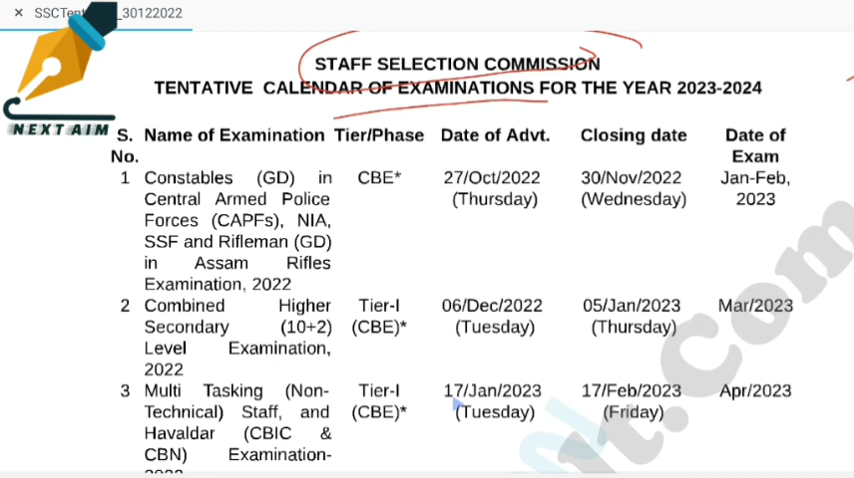 × SSCTent _30122022
NEXT AIM
STAFF SELECTION COMMISSION
TENTATIVE CALENDAR OF EXAMINATIONS FOR THE YEAR 2023-2024
S. No. Name of Examination Tier/Phase Date of Advt. Closing date Date of Exam
1 Constables (GD) in CBE* 27/Oct/2022 30/Nov/2022 Jan-Feb,
Central Armed Police (Thursday) (Wednesday) 2023
Forces (CAPFs), NIA,
SSF and Rifleman (GD)
in Assam Rifles
Examination, 2022
2 Combined Higher Tier-I 06/Dec/2022 05/Jan/2023 Mar/2023
Secondary (10+2) (CBE)* (Tuesday) (Thursday)
Level Examination,
2022
3 Multi Tasking (Non- Tier-I 17/Jan/2023 17/Feb/2023 Apr/2023
Technical) Staff, and (CBE)* (Tuesday) (Friday)
Havaldar (CBIC &
CBN) Examination-